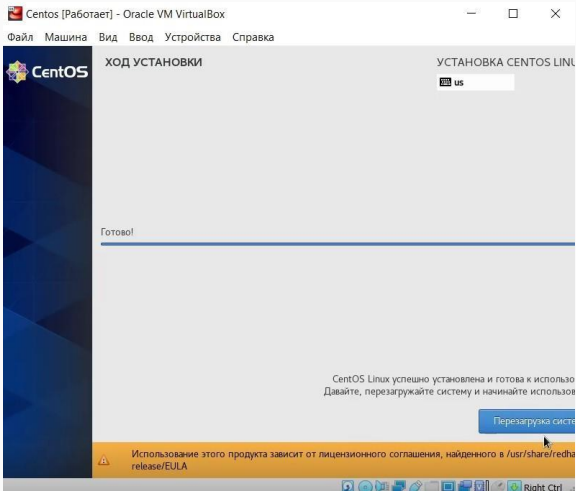 Centos [Работает] - Oracle VM VirtualBox
Файл Машина Вид Ввод Устройства Справка
CentOS
ХОД УСТАНОВКИ
УСТАНОВКА CENTOS LINU
us
Готово!
CentOS Linux успешно установлена и готова к использо
Давайте, перезагружайте систему и начинайте использов
Перезагрузка систе
Использование этого продукта зависит от лицензионного соглашения, найденного в /usr/share/redha
release/EULA
Right Ctrl